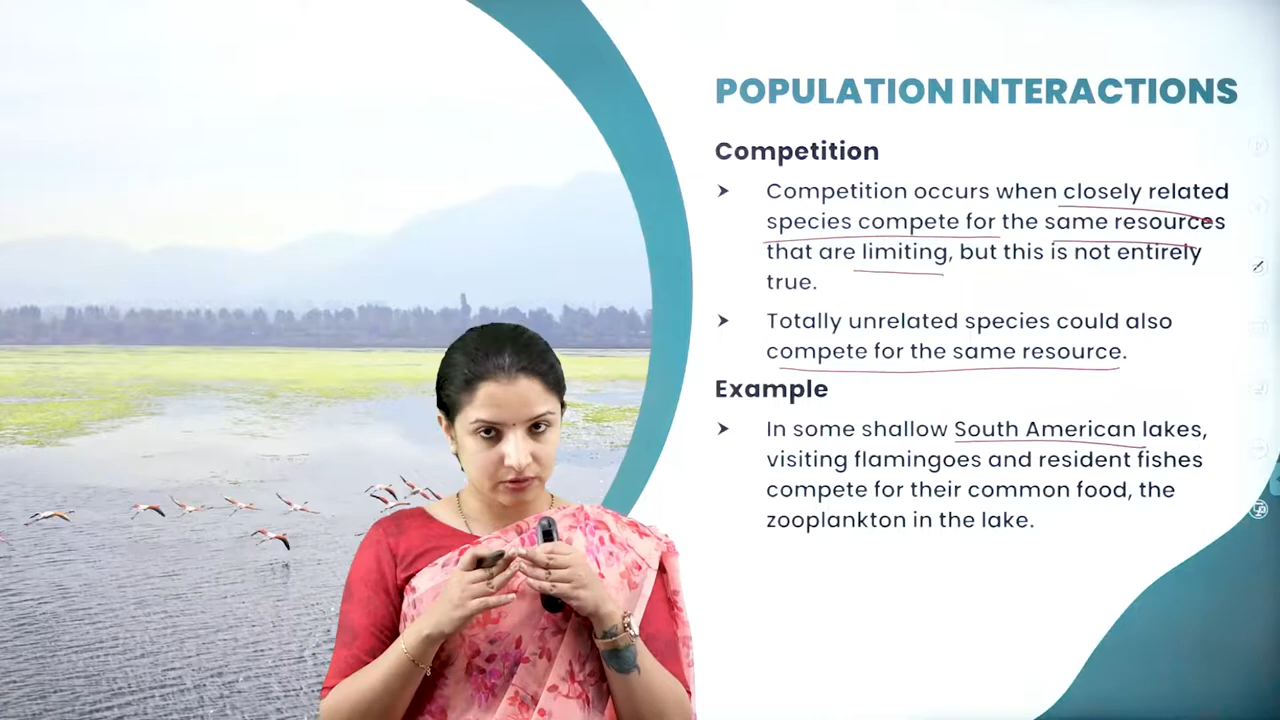 POPULATION INTERACTIONS
Competition
➤ Competition occurs when closely related
species compete for the same resources
that are limiting, but this is not entirely
true.
➤ Totally unrelated species could also
compete for the same resource.
Example
➤ In some shallow South American lakes,
visiting flamingoes and resident fishes
compete for their common food, the
zooplankton in the lake.